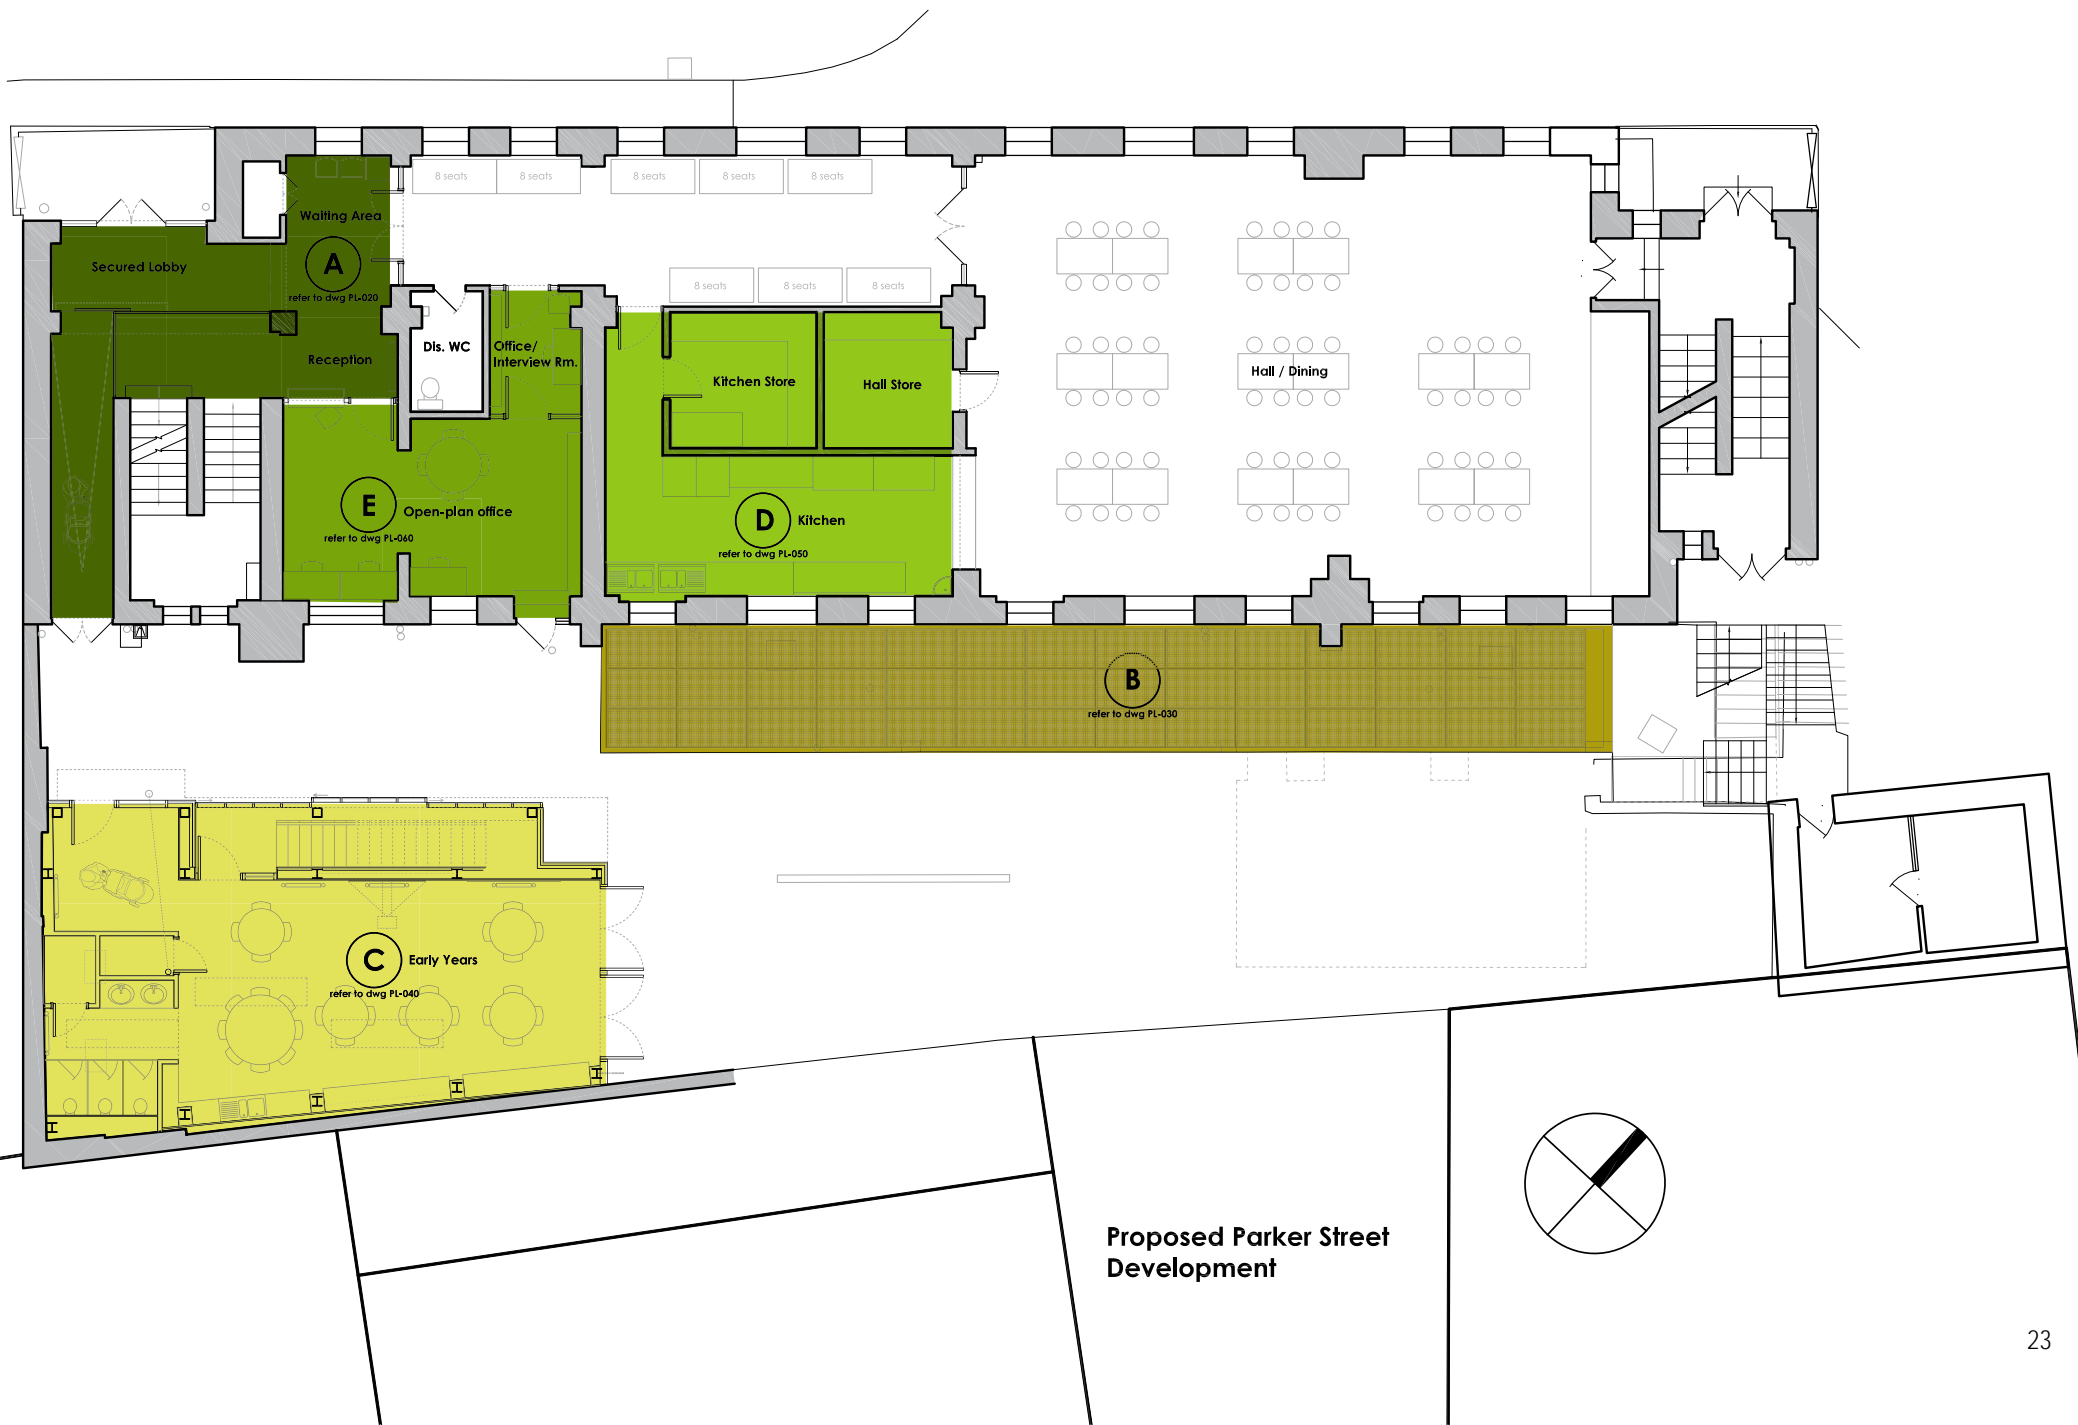 8 seats
8 seats
8 seats
8 seats
8 seats
Waiting Area
Secured Lobby
A
refer to dwg PL-020
8 seats
8 seats
8 seats
Reception
Dis. WC
Office/
Interview Rm.
Kitchen Store
Hall Store
Hall / Dining
E
Open-plan office
refer to dwg PL-060
D
Kitchen
refer to dwg PL-050
B
refer to dwg PL-030
C
Early Years
refer to dwg PL-040
Proposed Parker Street
Development
23